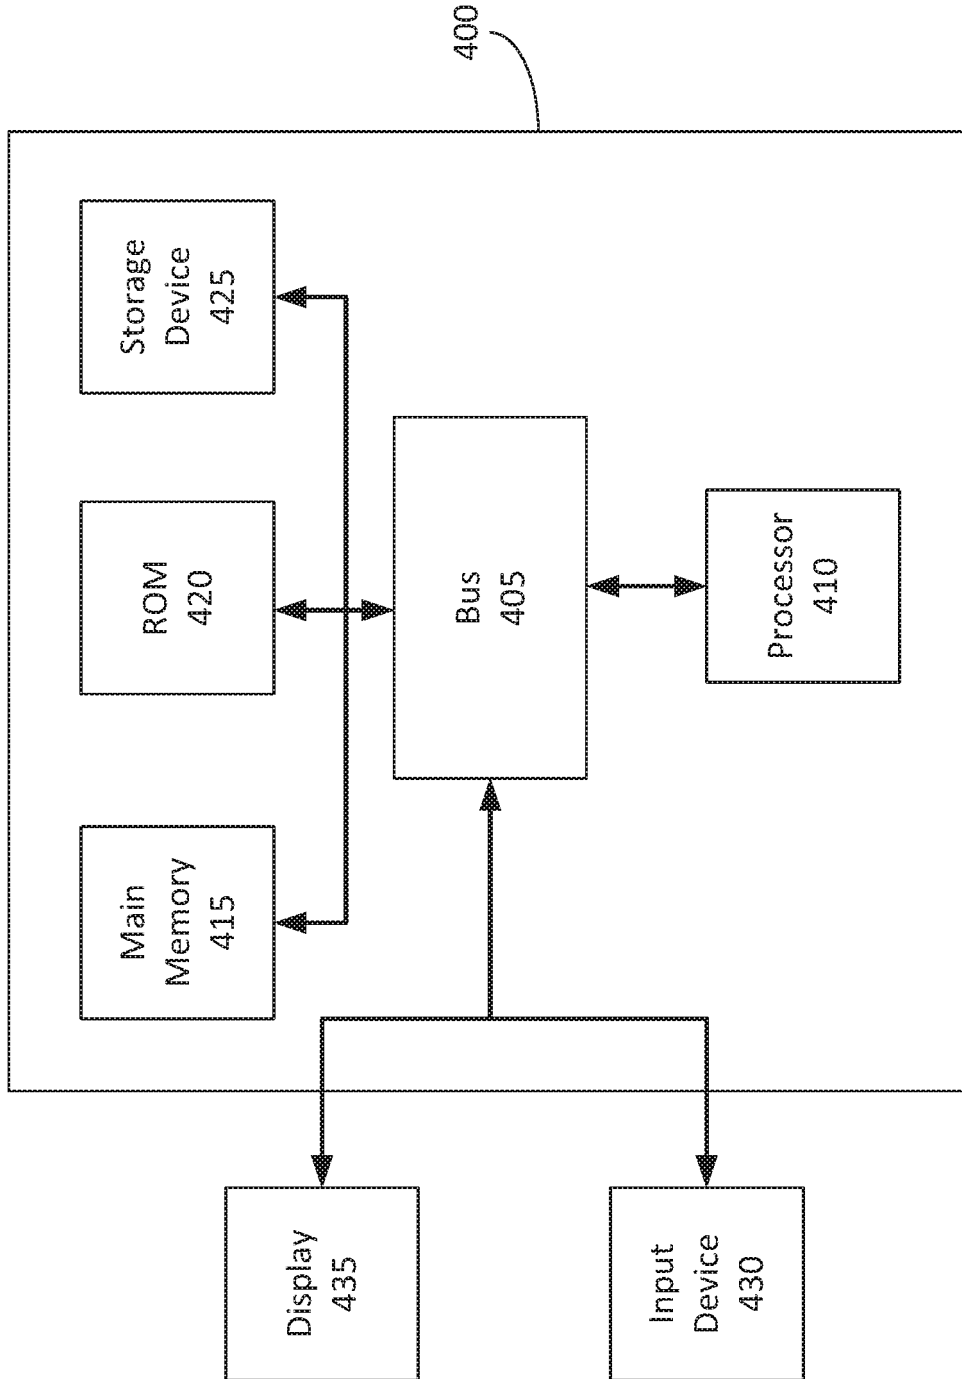 400
Storage
Device
425
ROM
420
Main
Memory
415
Bus
405
Processor
410
Display
435
Input
Device
430